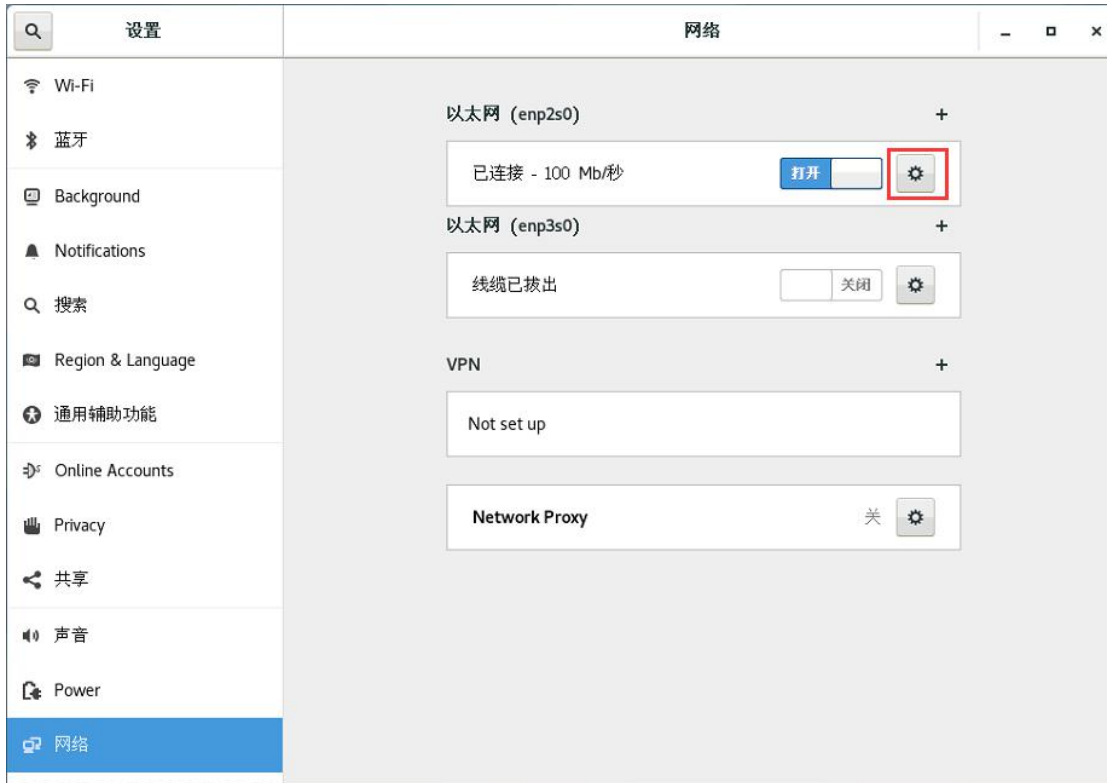 设置
网络
Wi-Fi
蓝牙
Background
Notifications
搜索
Region & Language
通用辅助功能
Online Accounts
Privacy
共享
声音
Power
网络
以太网 (enp2s0)
已连接 - 100 Mb/秒
打开
以太网 (enp3s0)
线缆已拔出
关闭
VPN
Not set up
Network Proxy
关